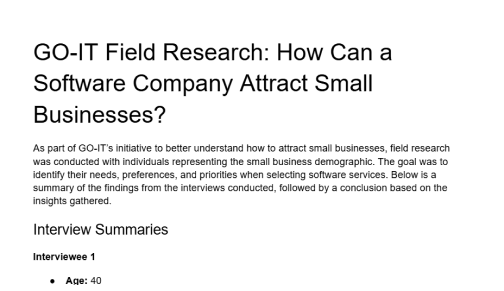 GO-IT Field Research: How Can a
Software Company Attract Small
Businesses?
As part of GO-IT's initiative to better understand how to attract small businesses, field research
was conducted with individuals representing the small business demographic. The goal was to
identify their needs, preferences, and priorities when selecting software services. Below is a
summary of the findings from the interviews conducted, followed by a conclusion based on the
insights gathered.
Interview Summaries
Interviewee 1
● Age: 40